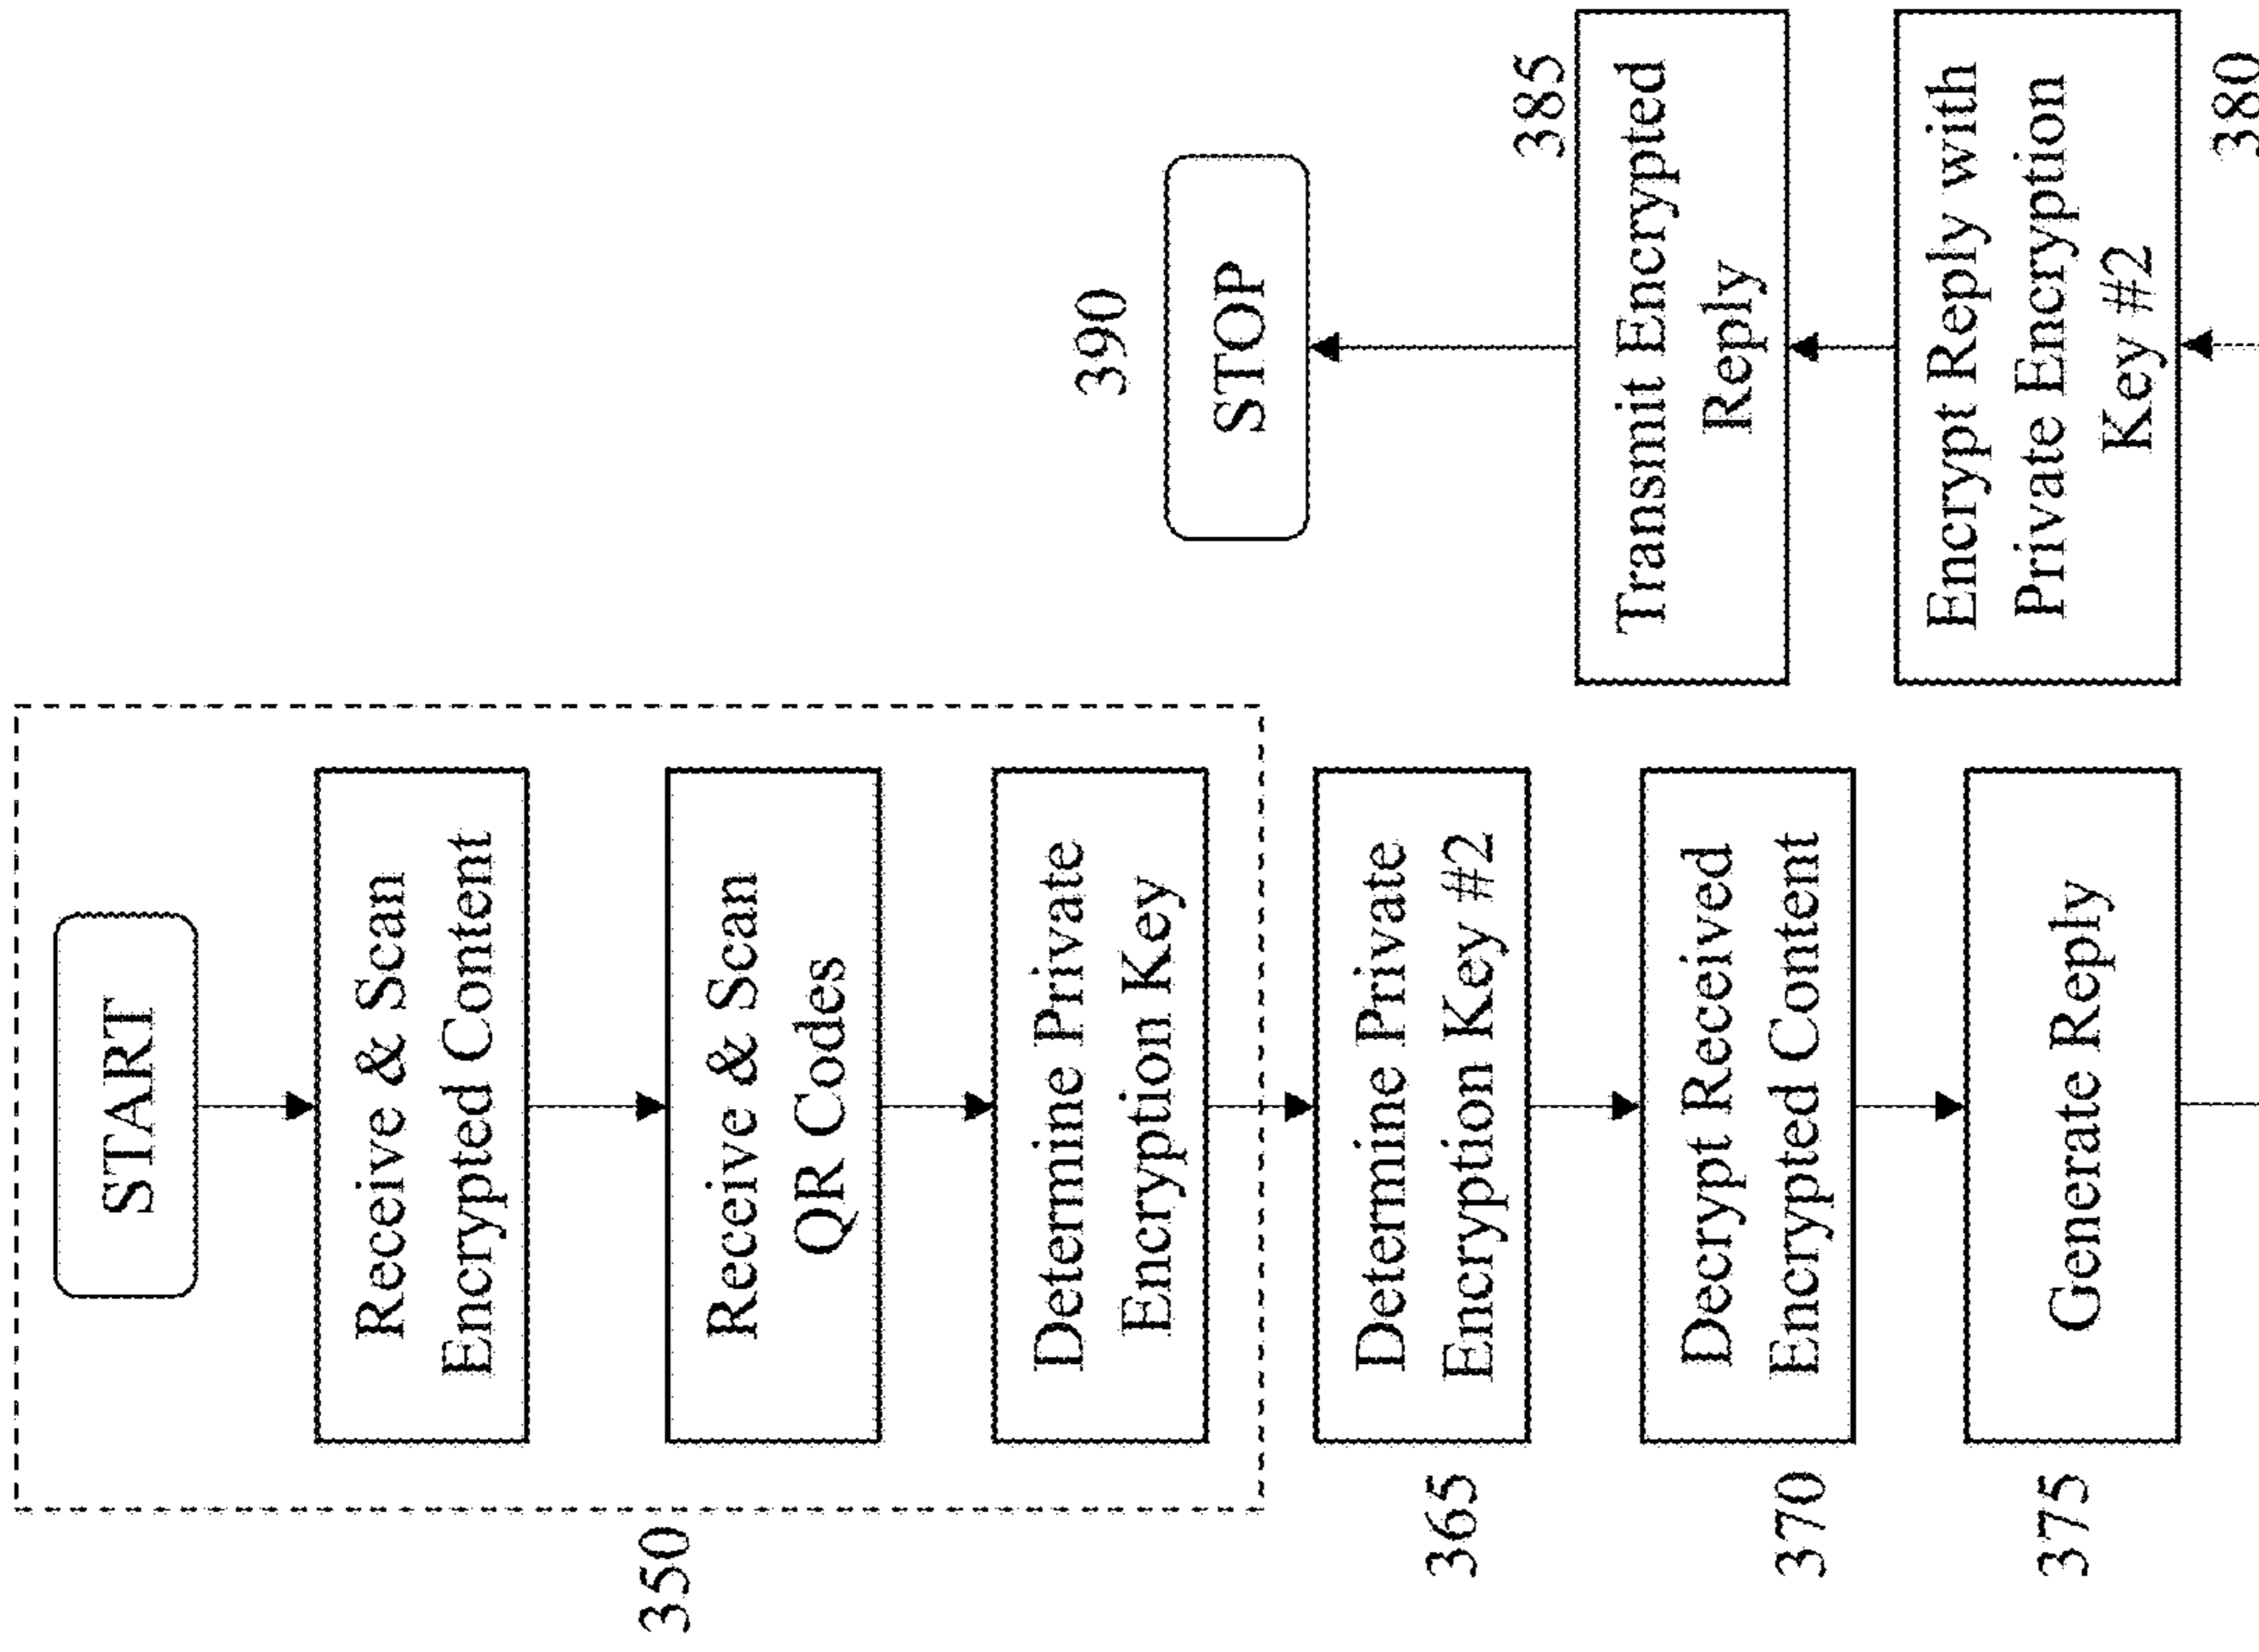 START
Receive & Scan
Encrypted Content
Receive & Scan
QR Codes
Determine Private
Encryption Key
350
Determine Private
Encryption Key #2
365
Decrypt Received
Encrypted Content
370
Generate Reply
375
Encrypt Reply with
Private Encryption
Key #2
380
Transmit Encrypted
Reply
385
STOP
390